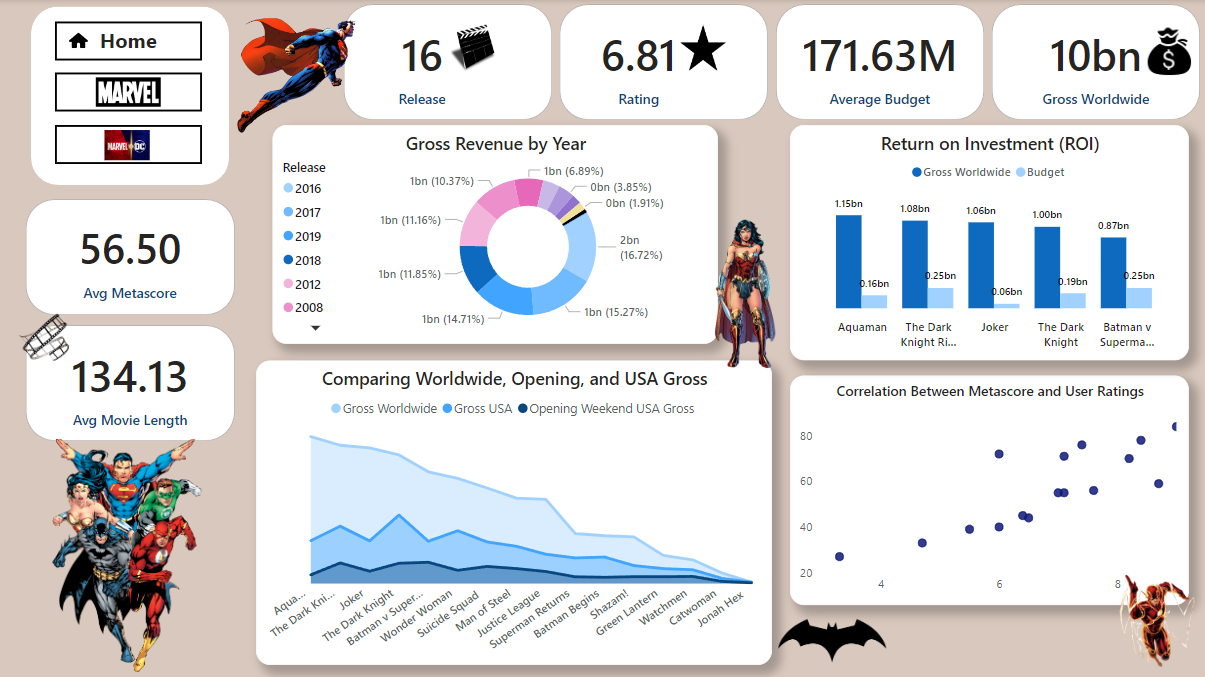 Home
MARVEL
MARVEL DC
16
Release
6.81
Rating
171.63M
Average Budget
10bn
$
Gross Worldwide
56.50
Avg Metascore
134.13
Avg Movie Length
Gross Revenue by Year
Release
2016
2017
2019
2018
2012
2008
1bn (6.89%)
0bn (3.85%)
0bn (1.91%)
2bn
(16.72%)
1bn (15.27%)
1bn (14.71%)
1bn (11.85%)
1bn (11.16%)
1bn (10.37%)
Return on Investment (ROI)
Gross Worldwide Budget
1.15bn 1.08bn 1.06bn 1.00bn 0.87bn
0.16bn 0.25bn 0.06bn 0.19bn 0.25bn
Aquaman The Dark Joker The Dark Batman v
Knight Ri... Knight Superma...
Comparing Worldwide, Opening, and USA Gross
Gross Worldwide Gross USA Opening Weekend USA Gross
Aqua...
The Dark Kni...
Joker
The Dark Knight
Batman v Super...
Wonder Woman
Suicide Squad
Man of Steel
Justice League
Superman Returns
Batman Begins
Shazam!
Green Lantern
Watchmen
Catwoman
Jonah Hex
Correlation Between Metascore and User Ratings
80
60
40
20
4 6 8